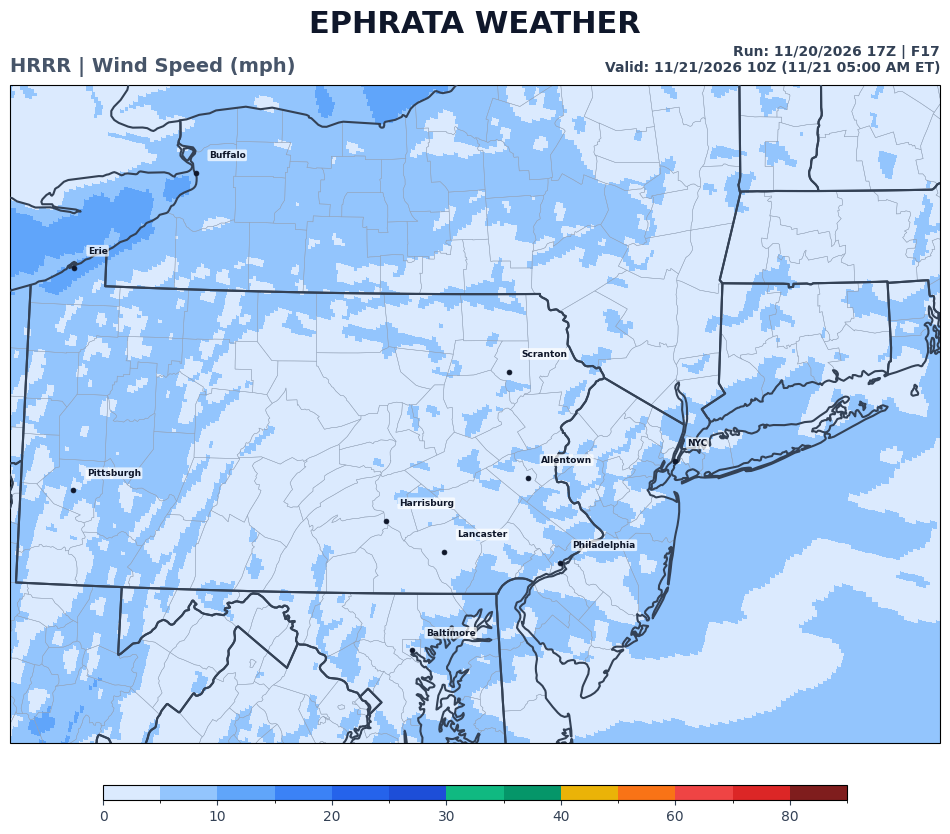 EPHRATA WEATHER
HRRR | Wind Speed (mph)
Run: 11/20/2026 17Z | F17
Valid: 11/21/2026 10Z (11/21 05:00 AM ET)
Buffalo
Erie
Scranton
NYC
Allentown
Pittsburgh
Harrisburg
Lancaster
Philadelphia
Baltimore
0 10 20 30 40 50 60 70 80